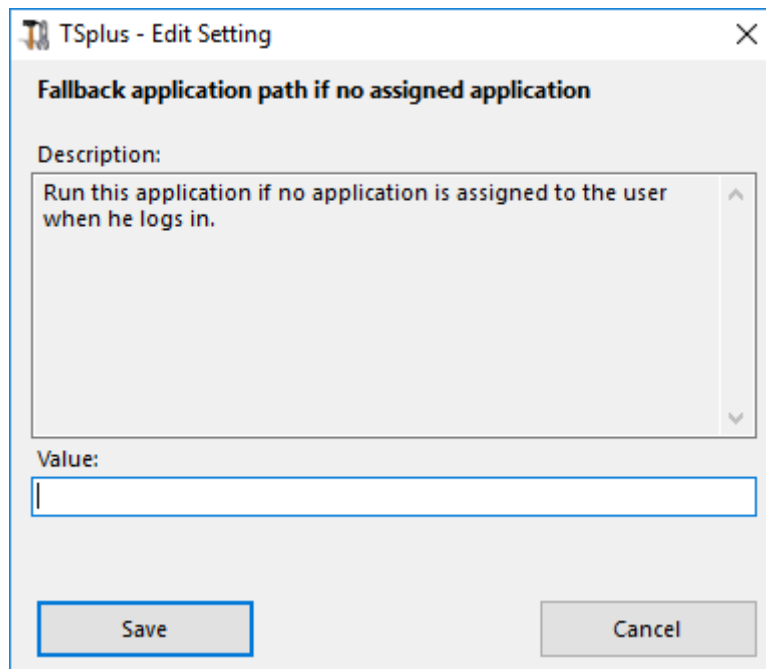 TSplus - Edit Setting
Fallback application path if no assigned application
Description:
Run this application if no application is assigned to the user
when he logs in.
Value:
Save
Cancel